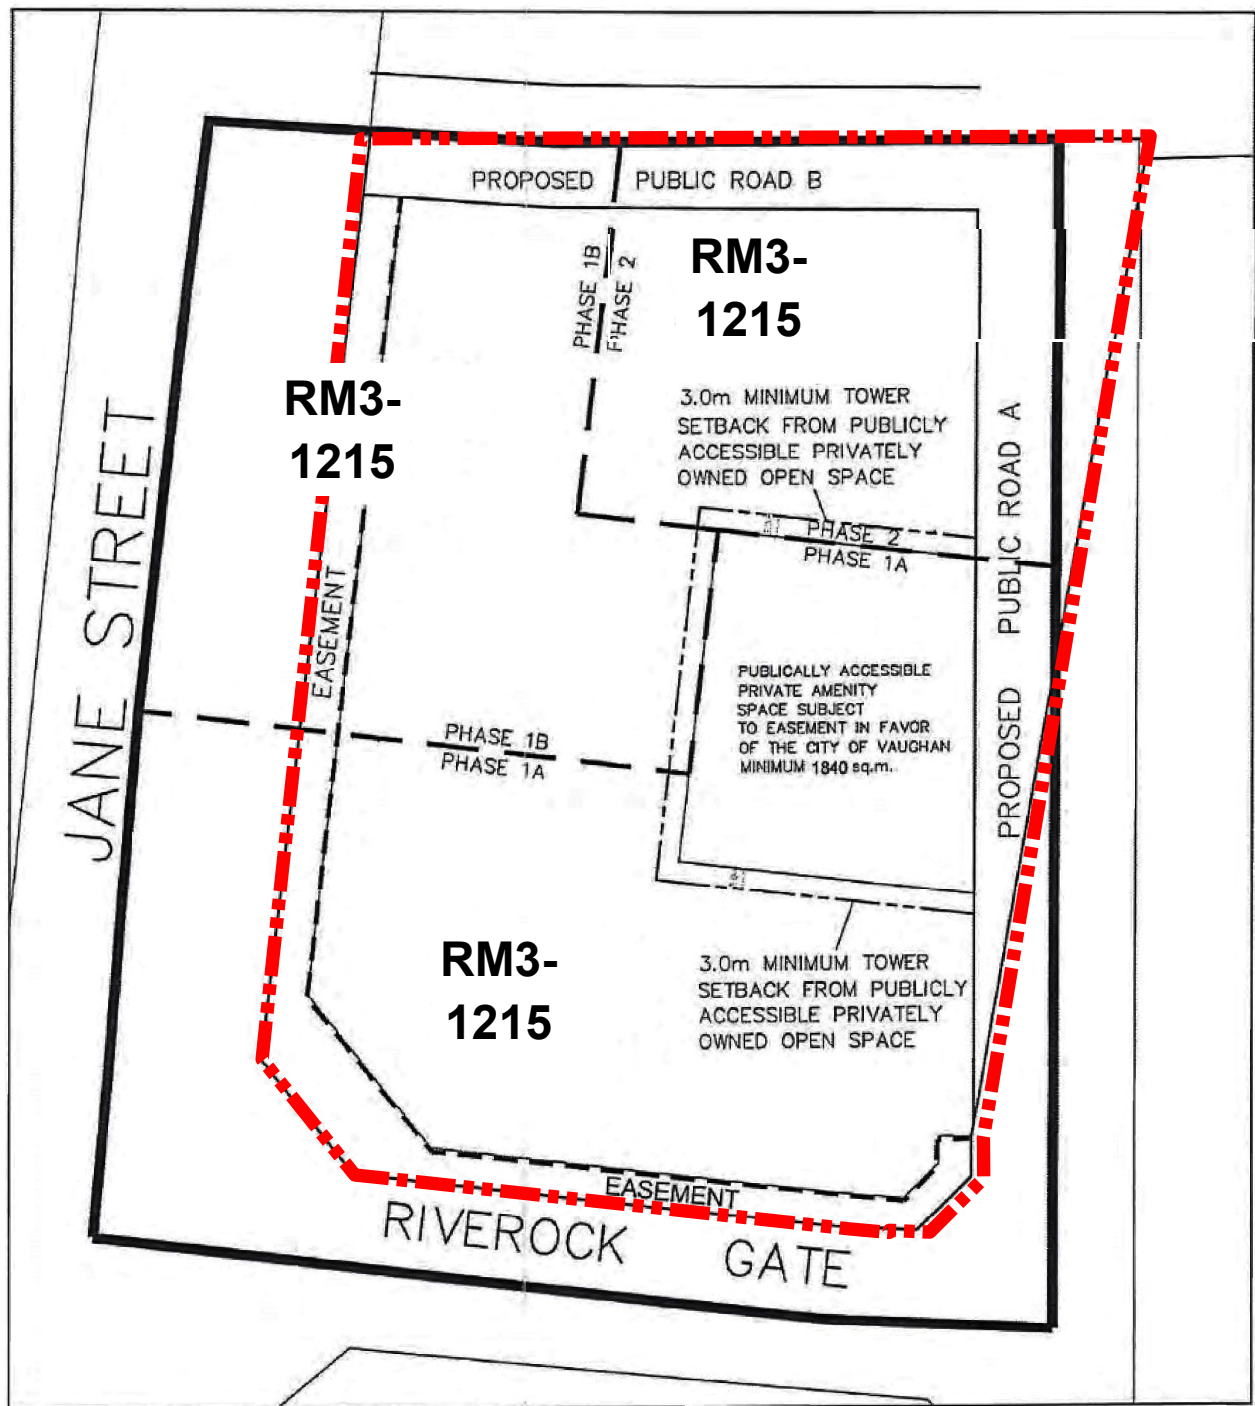 PROPOSED PUBLIC ROAD B
PHASE 1B
PHASE 2
RM3-
1215
RM3-
1215
3.0m MINIMUM TOWER
SETBACK FROM PUBLICLY
ACCESSIBLE PRIVATELY
OWNED OPEN SPACE
PROPOSED PUBLIC ROAD A
JANE STREET
EASEMENT
PHASE 2
PHASE 1A
PUBLICALLY ACCESSIBLE
PRIVATE AMENITY
SPACE SUBJECT
TO EASEMENT IN FAVOR
OF THE CITY OF VAUGHAN
MINIMUM 1840 sq.m.
PHASE 1B
PHASE 1A
RM3-
1215
3.0m MINIMUM TOWER
SETBACK FROM PUBLICLY
ACCESSIBLE PRIVATELY
OWNED OPEN SPACE
EASEMENT
RIVEROCK GATE